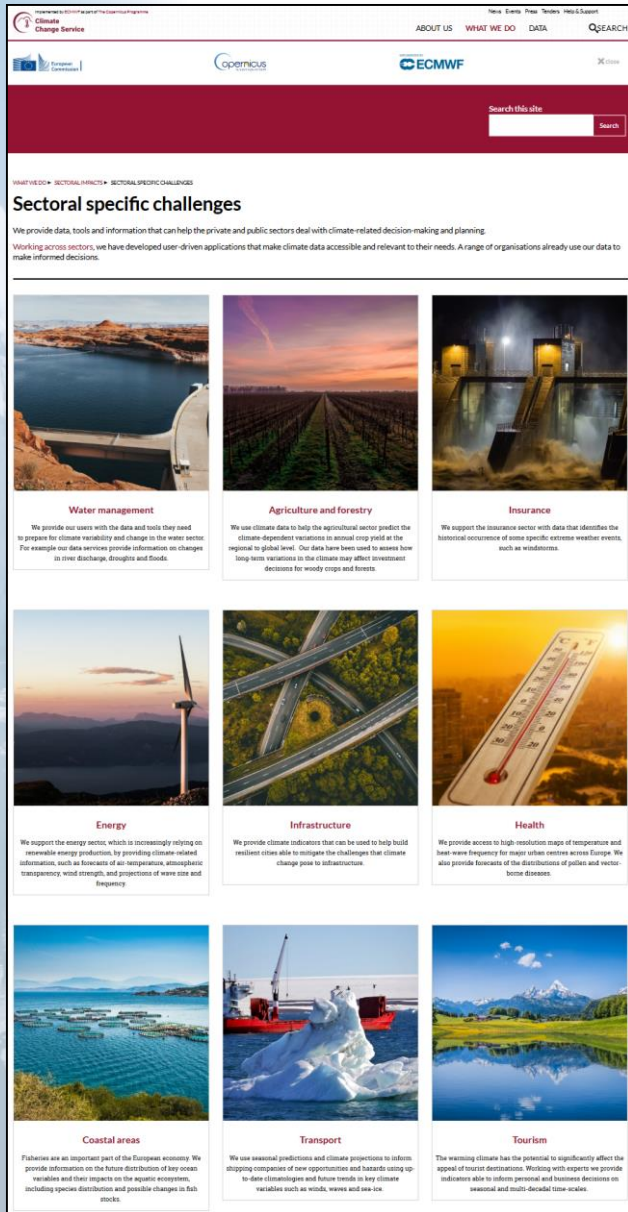 Implemented by ECMWF as part of The Copernicus Programme
News Events Press Tenders Help & Support
Climate
Change Service
ABOUT US WHAT WE DO DATA SEARCH
European
Commission
Copernicus
ECMWF
X close
Search this site
Search
WHAT WE DO ► SECTORAL IMPACTS ► SECTORAL SPECIFIC CHALLENGES
Sectoral specific challenges
We provide data, tools and information that can help the private and public sectors deal with climate-related decision-making and planning.
Working across sectors, we have developed user-driven applications that make climate data accessible and relevant to their needs. A range of organisations already use our data to
make informed decisions.
Water management
We provide our users with the data and tools they need
to prepare for climate variability and change in the water sector.
For example our data services provide information on changes
in river discharge, droughts and floods.
Agriculture and forestry
We use climate data to help the agricultural sector predict the
climate-dependent variations in annual crop yield at the
regional to global level. Our data have been used to assess how
long-term variations in the climate may affect investment
decisions for woody crops and forests.
Insurance
We support the insurance sector with data that identifies the
historical occurrence of some specific extreme weather events,
such as windstorms.
Energy
We support the energy sector, which is increasingly relying on
renewable energy production, by providing climate-related
information, such as forecasts of air-temperature, atmospheric
transparency, wind strength, and projections of wave size and
frequency.
Infrastructure
We provide climate indicators that can be used to help build
resilient cities able to mitigate the challenges that climate
change pose to infrastructure.
Health
We provide access to high-resolution maps of temperature and
heat-wave frequency for major urban centres across Europe. We
also provide forecasts of the distributions of pollen and vector-
borne diseases.
Coastal areas
Fisheries are an important part of the European economy. We
provide information on the future distribution of key ocean
variables and their impacts on the aquatic ecosystem,
including species distribution and possible changes in fish
stocks.
Transport
We use seasonal predictions and climate projections to inform
shipping companies of new opportunities and hazards using up-
to-date climatologies and future trends in key climate
variables such as winds, waves and sea-ice.
Tourism
The warming climate has the potential to significantly affect the
appeal of tourist destinations. Working with experts we provide
indicators able to inform personal and business decisions on
seasonal and multi-decadal time-scales.